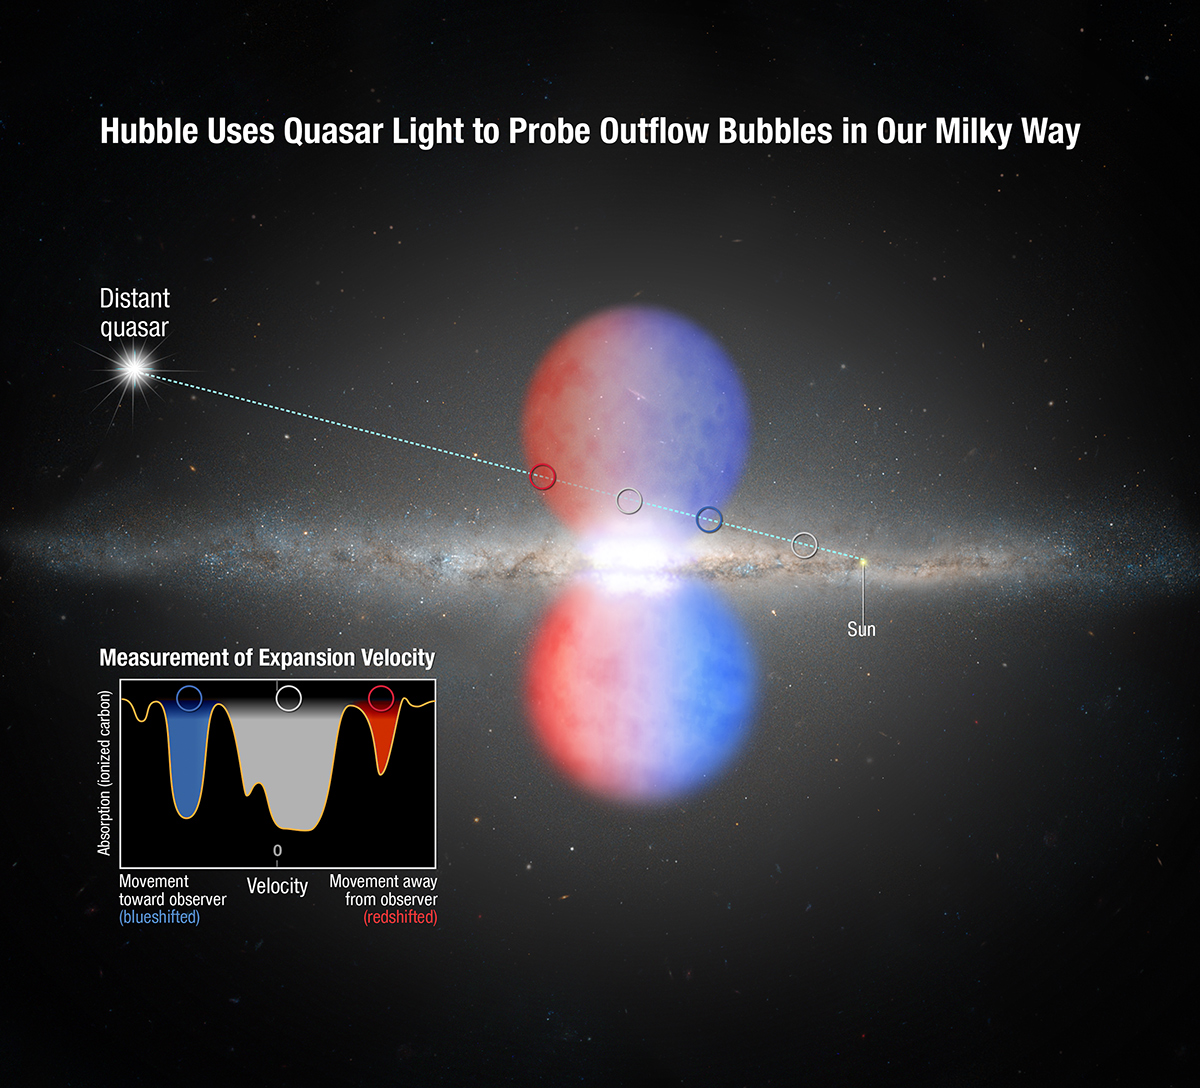 Hubble Uses Quasar Light to Probe Outflow Bubbles in Our Milky Way
Distant
quasar
Sun
Measurement of Expansion Velocity
Absorption (ionized carbon)
0
Movement
toward observer
(blueshifted)
Velocity
Movement away
from observer
(redshifted)